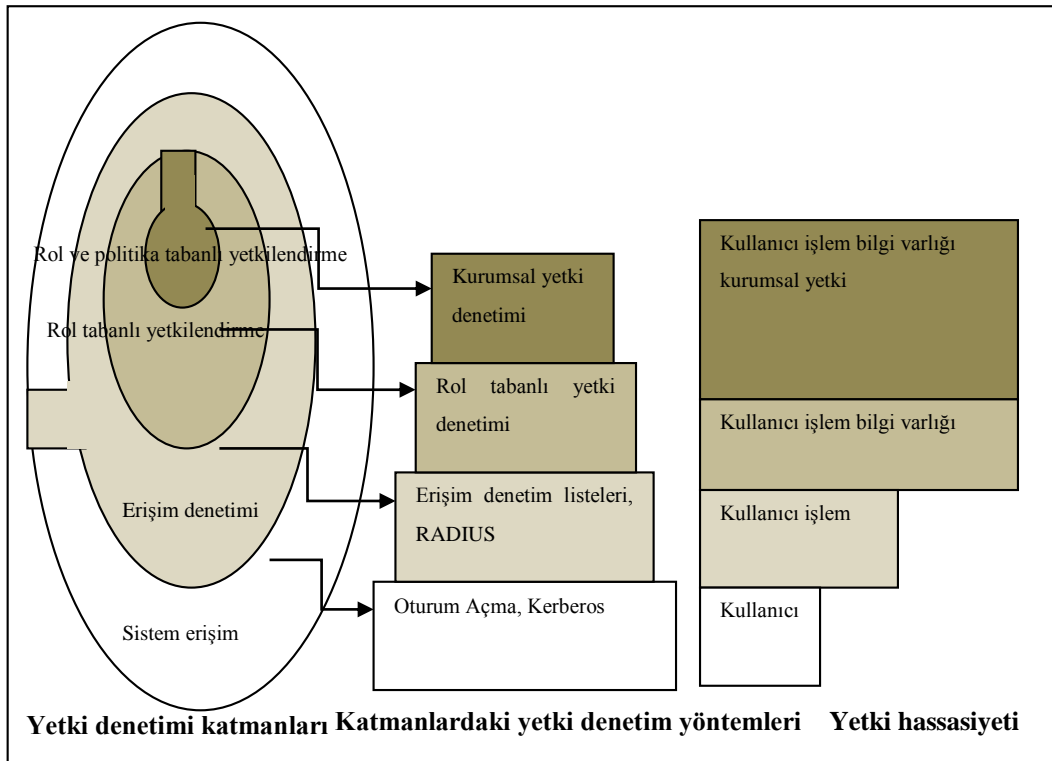 Rol ve politika tabanlı yetkilendirme
Rol tabanlı yetkilendirme
Erişim denetimi
Sistem erişim
Kurumsal yetki
denetimi
Rol tabanlı yetki
denetimi
Erişim denetim listeleri,
RADIUS
Oturum Açma, Kerberos
Kullanıcı işlem bilgi varlığı
kurumsal yetki
Kullanıcı işlem bilgi varlığı
Kullanıcı işlem
Kullanıcı
Yetki denetimi katmanları
Katmanlardaki yetki denetim yöntemleri
Yetki hassasiyeti